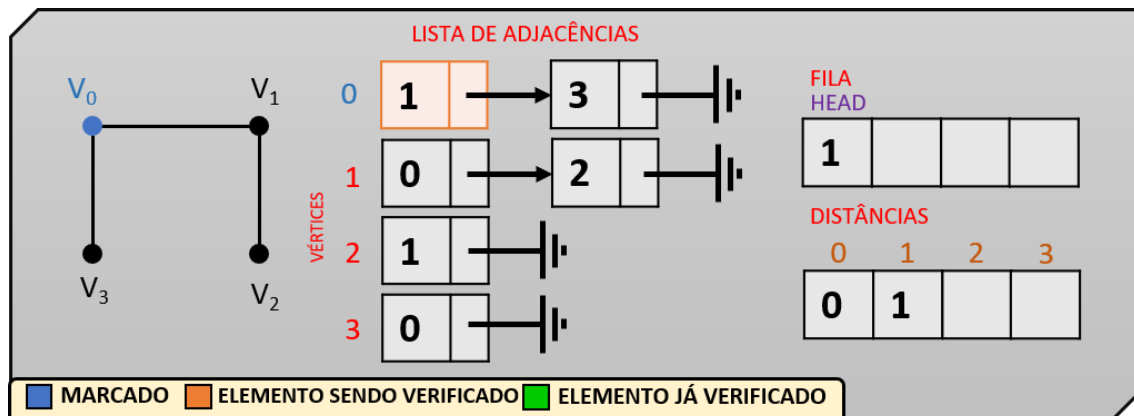 LISTA DE ADJACÊNCIAS
V0 V1
V3 V2
VÉRTICES
0 1 3
1 0 2
2 1
3 0
FILA
HEAD
1
DISTÂNCIAS
0 1 2 3
0 1
MARCADO ELEMENTO SENDO VERIFICADO ELEMENTO JÁ VERIFICADO